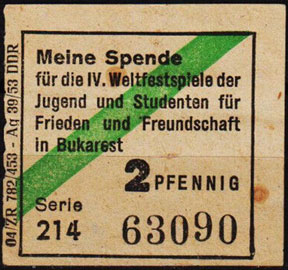 Meine Spende
für die IV. Weltfestspiele der
Jugend und Studenten für
Frieden und Freundschaft
in Bukarest
2 PFENNIG
Serie
214 63090
04/ZR 782/453 - Ag 39/53 DDR